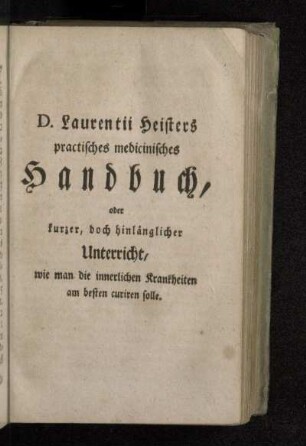 D. Laurentii Heisters
practisches medicinisches
Handbuch,
oder
kurzer, doch hinlänglicher
Unterricht,
wie man die innerlichen Krankheiten
am besten curiren solle.